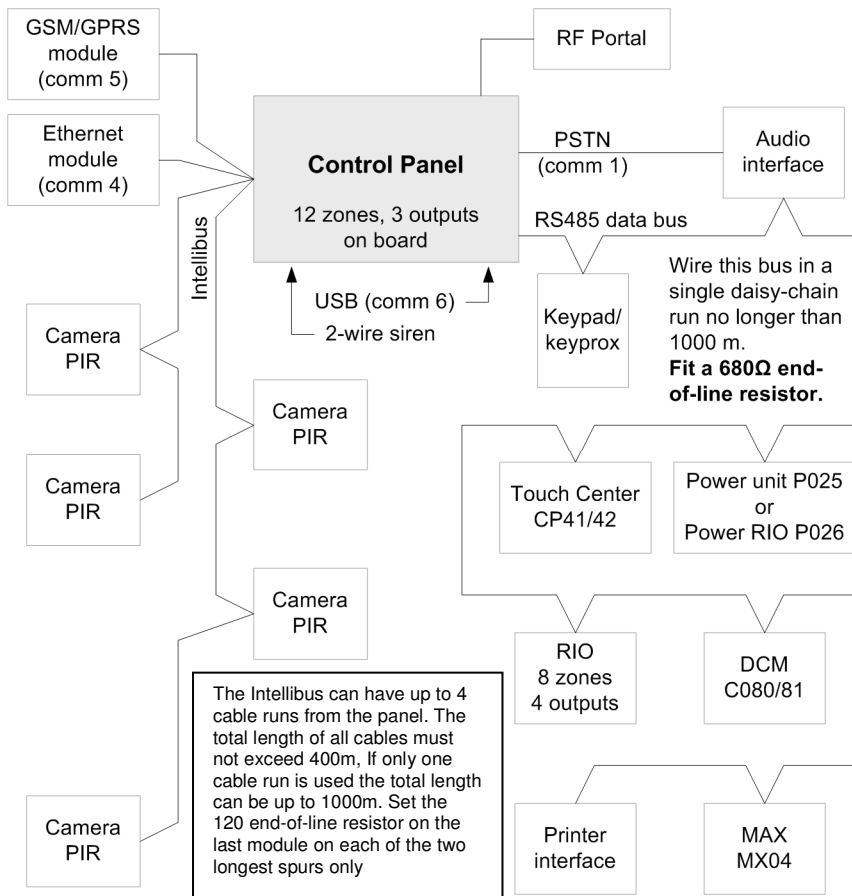 GSM/GPRS
module
(comm 5)
RF Portal
Ethernet
module
(comm 4)
Control Panel
12 zones, 3 outputs
on board
PSTN
(comm 1)
Audio
interface
RS485 data bus
Intellibus
USB (comm 6)
2-wire siren
Keypad/
keyprox
Wire this bus in a
single daisy-chain
run no longer than
1000 m.
Fit a 680Ω end-
of-line resistor.
Camera
PIR
Camera
PIR
Camera
PIR
Touch Center
CP41/42
Power unit P025
or
Power RIO P026
Camera
PIR
RIO
8 zones
4 outputs
DCM
C080/81
The Intellibus can have up to 4
cable runs from the panel. The
total length of all cables must
not exceed 400m, If only one
cable run is used the total length
can be up to 1000m. Set the
120 end-of-line resistor on the
last module on each of the two
longest spurs only
Camera
PIR
Printer
interface
MAX
MX04